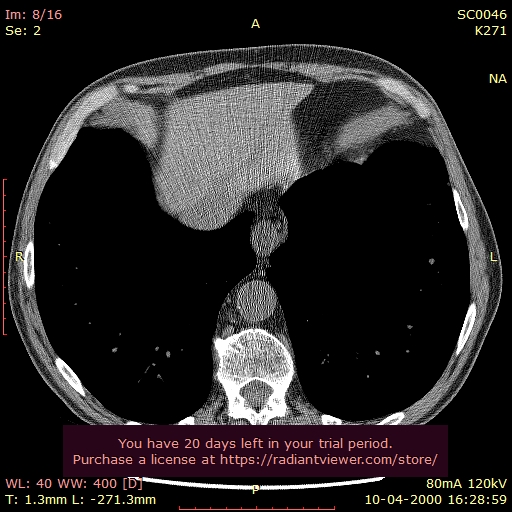 Im: 8/16
Se: 2
A
SC0046
K271
NA
R
L
You have 20 days left in your trial period.
Purchase a license at https://radiantviewer.com/store/
WL: 40 WW: 400 [D]
T: 1.3mm L: -271.3mm
P
80mA 120kV
10-04-2000 16:28:59